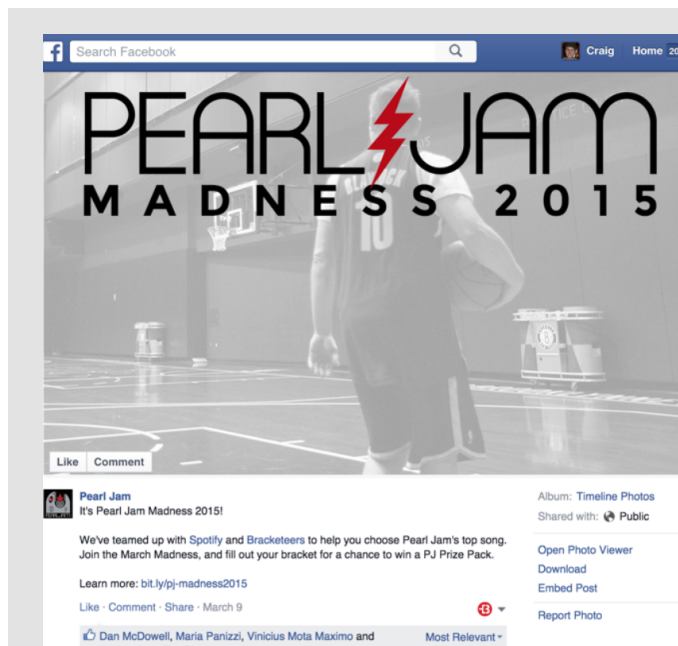 Search Facebook
Craig Home 20
PEARL JAM
MADNESS 2015
10
Like Comment
Pearl Jam
It's Pearl Jam Madness 2015!
We've teamed up with Spotify and Bracketeers to help you choose Pearl Jam's top song.
Join the March Madness, and fill out your bracket for a chance to win a PJ Prize Pack.
Learn more: bit.ly/pj-madness2015
Like · Comment · Share · March 9
Dan McDowell, Maria Panizzi, Vinicius Mota Maximo and
Most Relevant
Album: Timeline Photos
Shared with: Public
Open Photo Viewer
Download
Embed Post
Report Photo